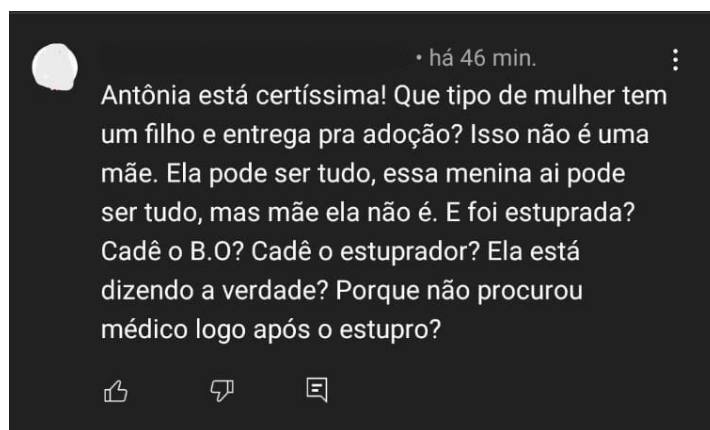 • há 46 min.
Antônia está certíssima! Que tipo de mulher tem
um filho e entrega pra adoção? Isso não é uma
mãe. Ela pode ser tudo, essa menina ai pode
ser tudo, mas mãe ela não é. E foi estuprada?
Cadê o B.O? Cadê o estuprador? Ela está
dizendo a verdade? Porque não procurou
médico logo após o estupro?